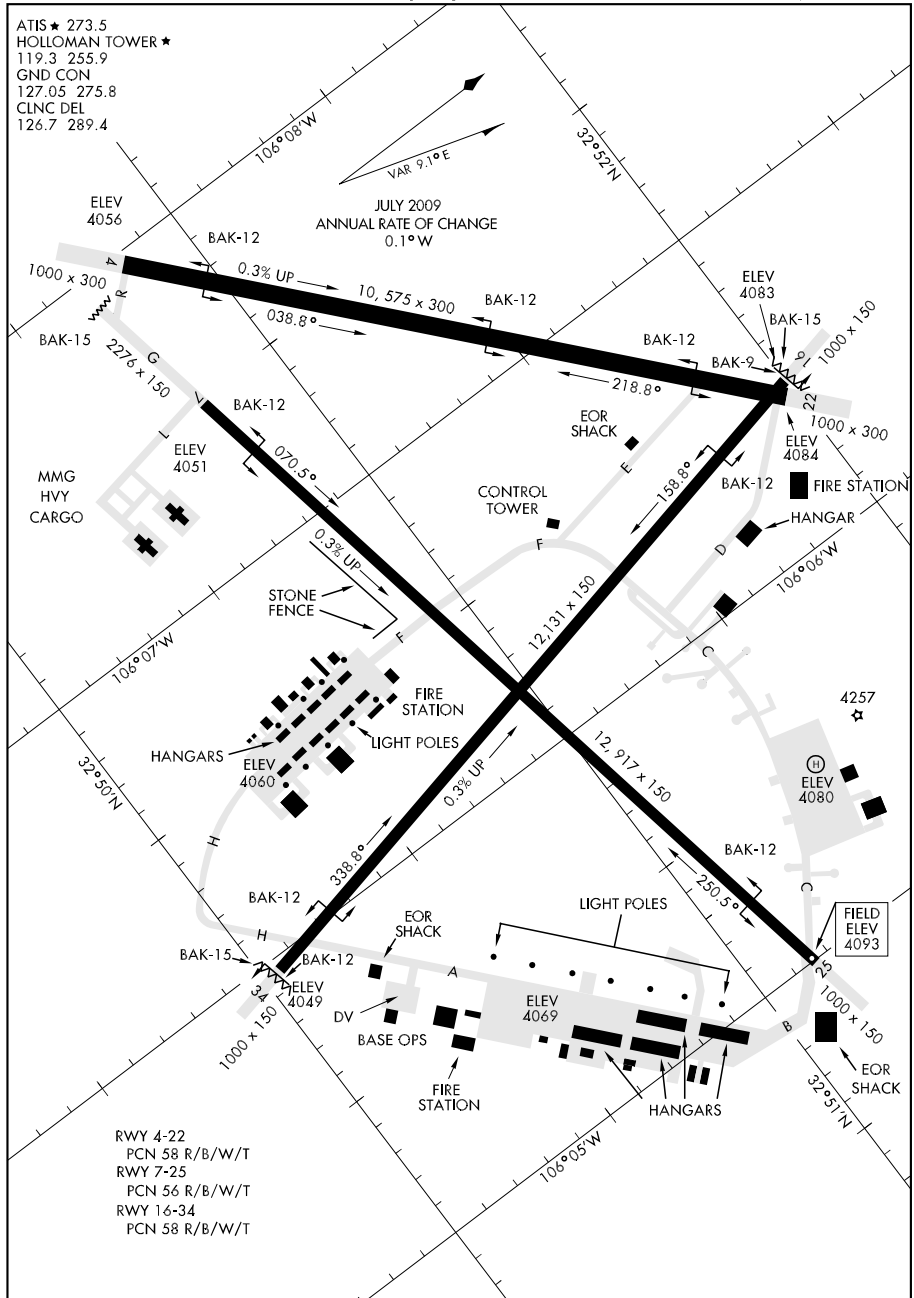 ATIS ★ 273.5
HOLLOMAN TOWER ★
119.3 255.9
GND CON
127.05 275.8
CLNC DEL
126.7 289.4
106°08'W
32°52'N
VAR 9.1° E
JULY 2009
ANNUAL RATE OF CHANGE
0.1° W
ELEV
4056
BAK-12
4
1000 x 300
0.3% UP
10,575 x 300
038.8°
BAK-12
R
BAK-15
G
2276 x 150
BAK-12
218.8°
ELEV
4083
BAK-15
BAK-9
16
1000 x 150
22
1000 x 300
ELEV
4084
7
BAK-12
L
ELEV
4051
070.5°
EOR
SHACK
E
158.8°
BAK-12
FIRE STATION
MMG
HVY
CARGO
CONTROL
TOWER
F
HANGAR
D
0.3% UP
106°06'W
STONE
FENCE
F
12,131 x 150
C
106°07'W
FIRE
STATION
4257
HANGARS
LIGHT POLES
ELEV
4060
0.3% UP
12,917 x 150
H
ELEV
4080
32°50'N
H
338.8°
BAK-12
250.5°
C
BAK-12
LIGHT POLES
FIELD
ELEV
4093
H
EOR
SHACK
BAK-15
BAK-12
A
25
34
ELEV
4049
1000 x 150
DV
BASE OPS
ELEV
4069
B
1000 x 150
FIRE
STATION
HANGARS
EOR
SHACK
32°51'N
106°05'W
RWY 4-22
PCN 58 R/B/W/T
RWY 7-25
PCN 56 R/B/W/T
RWY 16-34
PCN 58 R/B/W/T